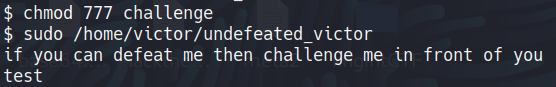 $ chmod 777 challenge
$ sudo /home/victor/undefeated_victor
if you can defeat me then challenge me in front of you
test